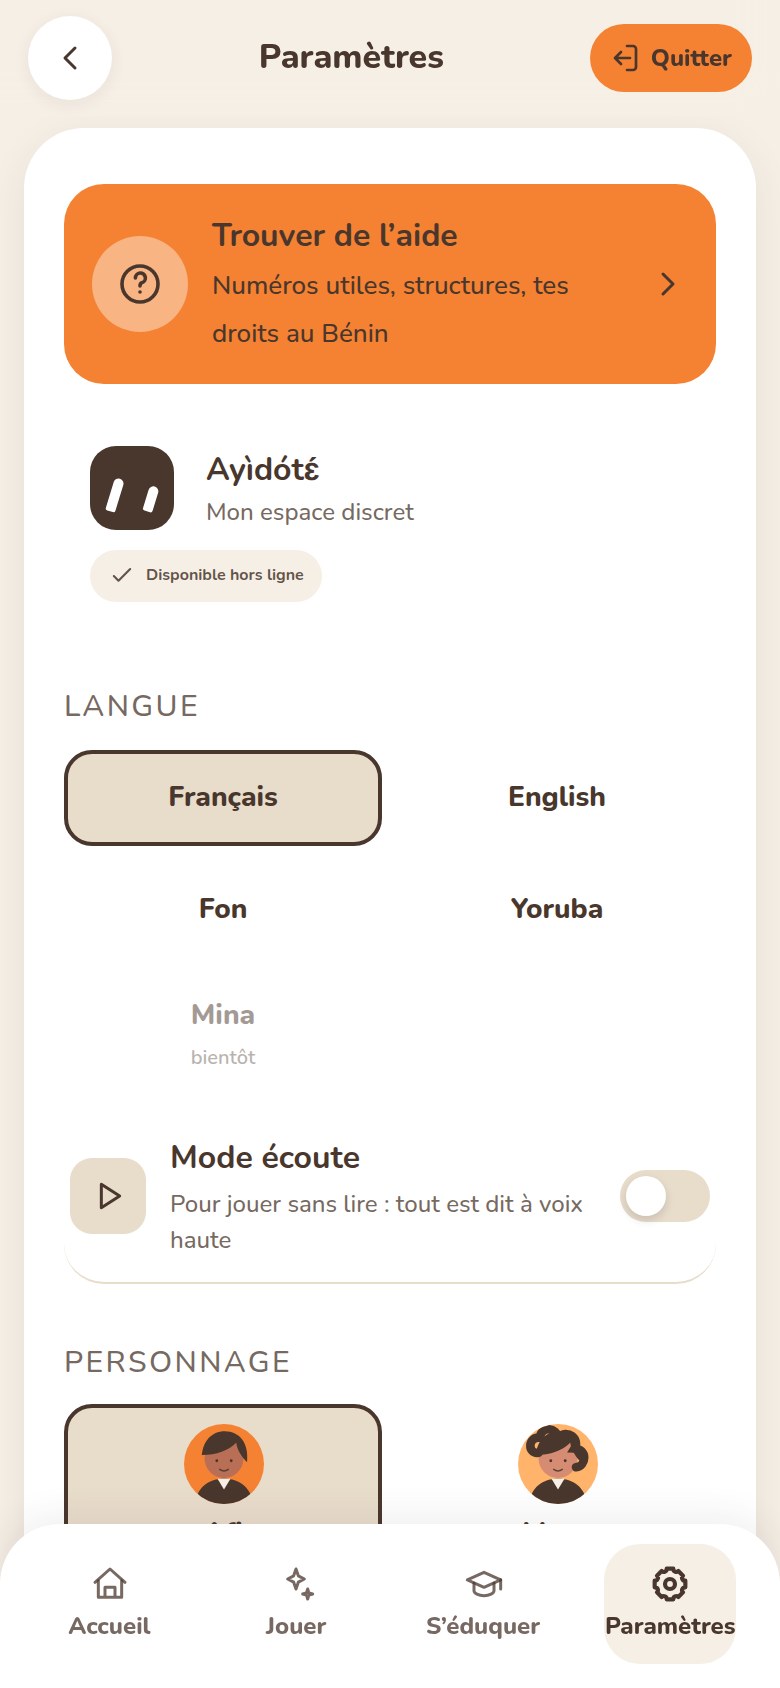 Paramètres
Quitter
Trouver de l’aide
Numéros utiles, structures, tes
droits au Bénin
Ayìdótɛ́
Mon espace discret
Disponible hors ligne
LANGUE
Français
English
Fon
Yoruba
Mina
bientôt
Mode écoute
Pour jouer sans lire : tout est dit à voix
haute
PERSONNAGE
Accueil
Jouer
S’éduquer
Paramètres